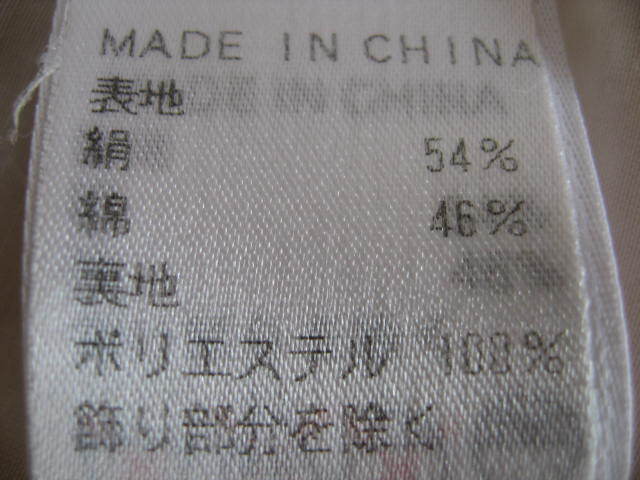 MADE IN CHINA
表地
絹 54%
綿 46%
裏地
ポリエステル 100%
飾り部分を除く